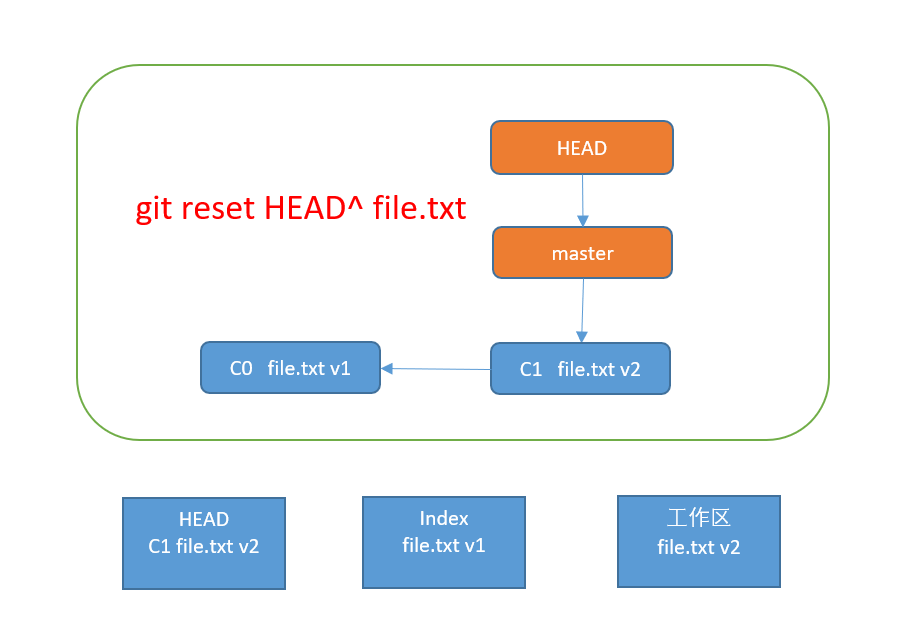 HEAD
git reset HEAD^ file.txt
master
C0 file.txt v1
C1 file.txt v2
HEAD
C1 file.txt v2
Index
file.txt v1
工作区
file.txt v2